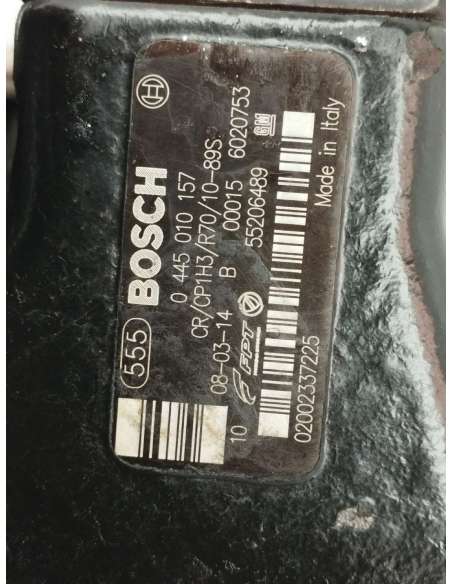 555 BOSCH
0 445 010 157
CR/CP1H3/R70/10-89S
08-03-14 B 00015 6020753
FPT 55206489 GM
10
02002337225 Made in Italy